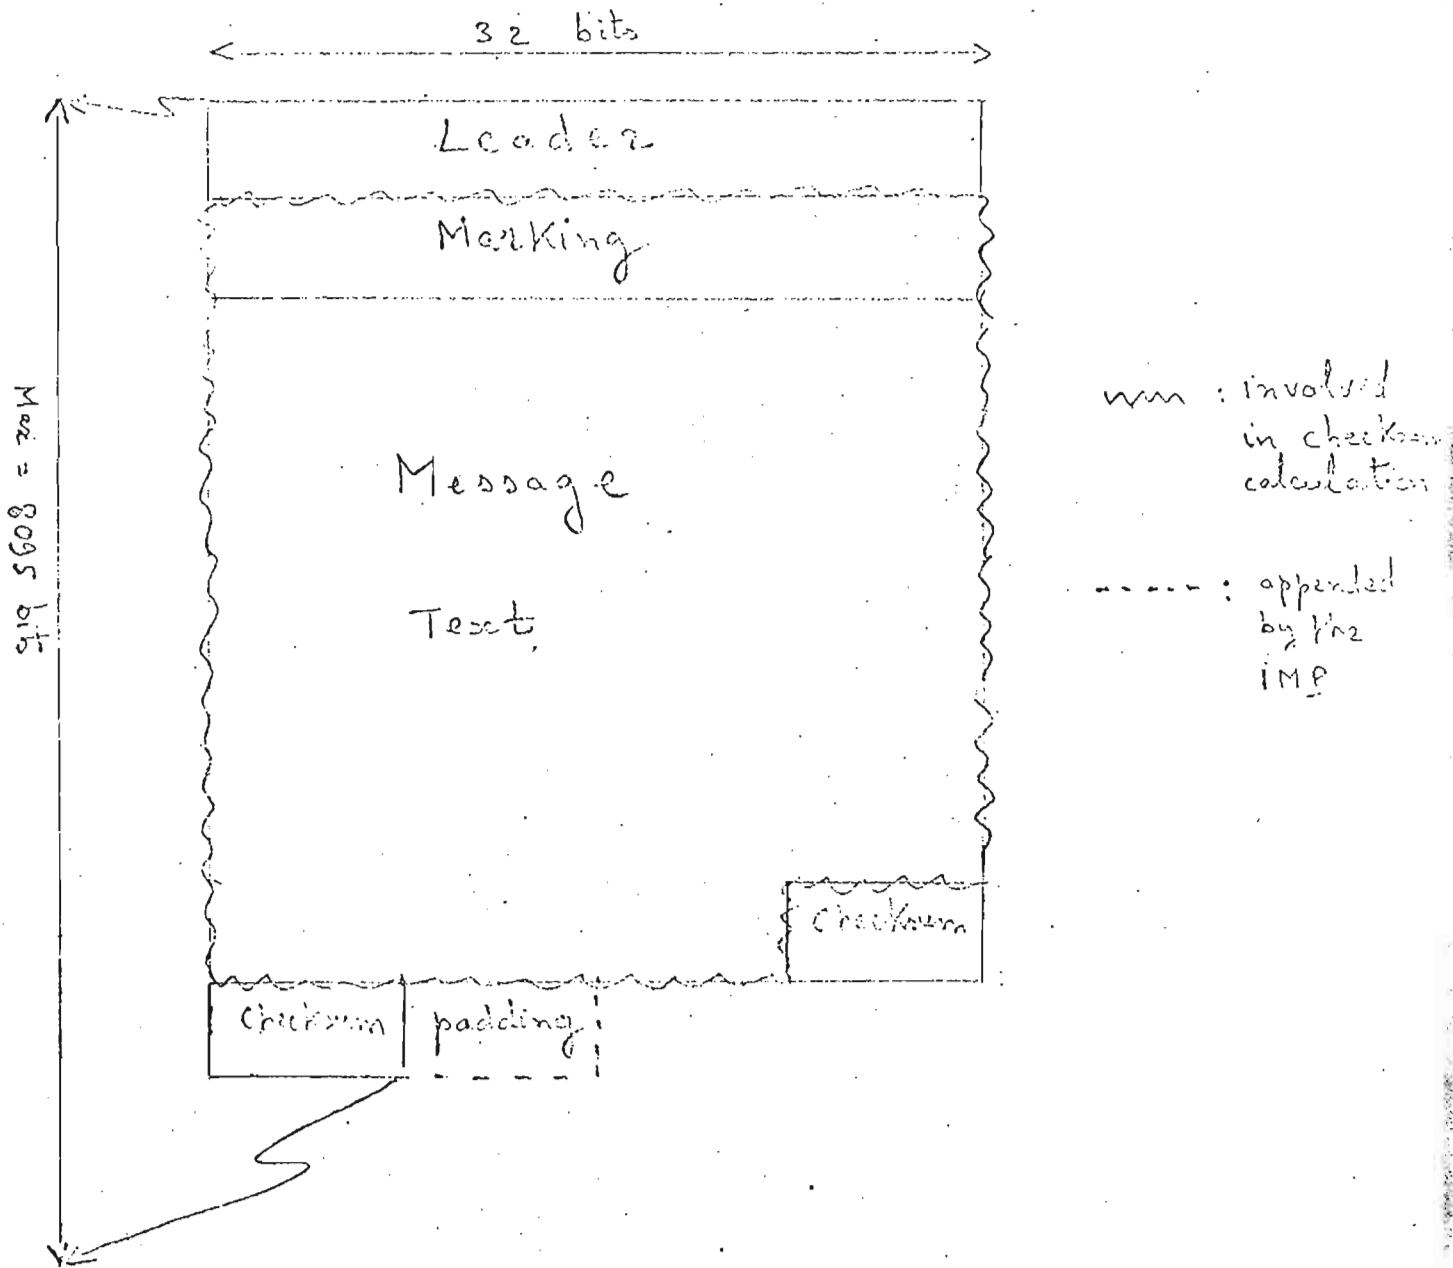 32 bits
Leader
Marking
Max = 8095 bits
Message
Text
: involved
in checksum
calculation
: appended
by the
IMP
Checksum
Checksum
padding